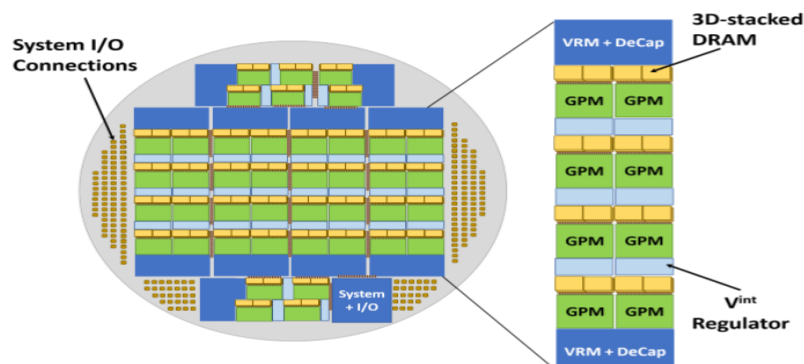 System I/O
Connections
System
+ I/O
VRM + DeCap
GPM GPM
GPM GPM
GPM GPM
GPM GPM
VRM + DeCap
3D-stacked
DRAM
V^int
Regulator